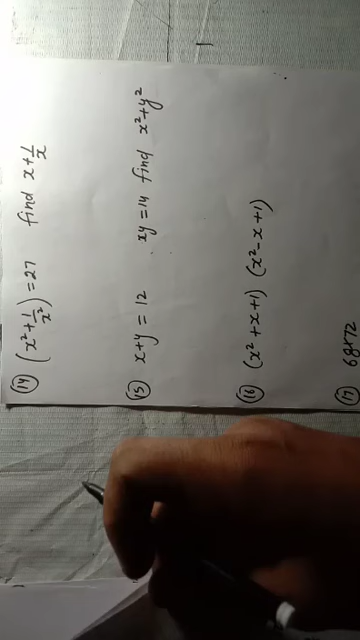 (14) (x² + 1/x²) = 27 find x + 1/x
(15) x+y = 12 xy = 14 find x²+y²
(16) (x² + x + 1) (x² - x + 1)
(17) 68×72